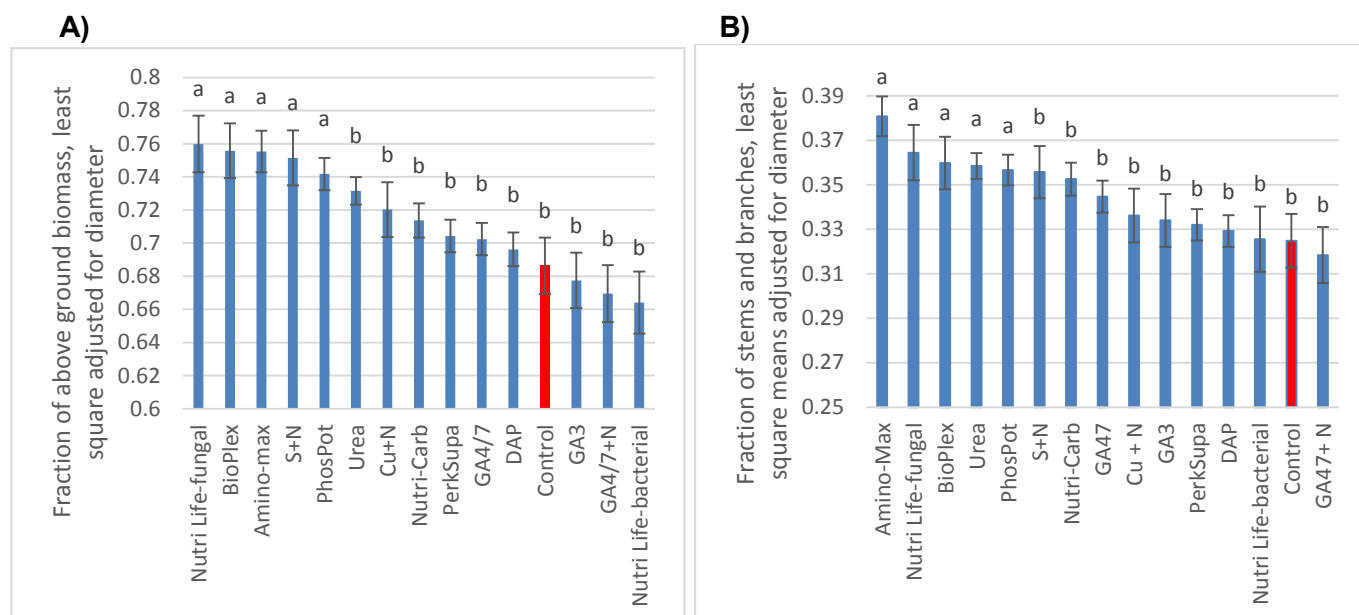 A)
Fraction of above ground biomass, least
square adjusted for diameter
0.8
0.78
0.76
0.74
0.72
0.7
0.68
0.66
0.64
0.62
0.6
a a a a a b b b b b b b b b b
Nutri Life-fungal
BioPlex
Amino-max
S+N
PhosPot
Urea
Cu+N
Nutri-Carb
PerkSupa
GA4/7
DAP
Control
GA3
GA4/7+N
Nutri Life-bacterial
B)
Fraction of stems and branches, least
square means adjusted for diameter
0.39
0.37
0.35
0.33
0.31
0.29
0.27
0.25
a a a a a b b b b b b b b b b
Amino-Max
Nutri Life-fungal
BioPlex
Urea
PhosPot
S+N
Nutri-Carb
GA47
Cu+ N
GA3
PerkSupa
DAP
Nutri Life-bacterial
Control
GA47+ N